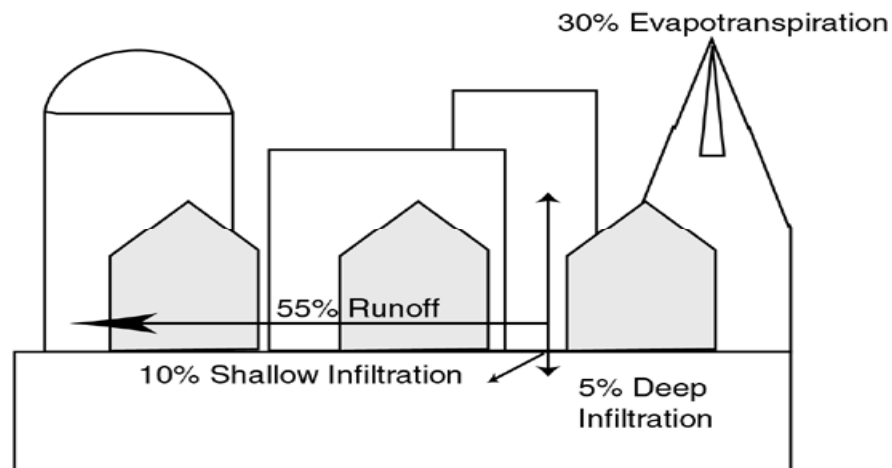 30% Evapotranspiration
55% Runoff
10% Shallow Infiltration
5% Deep
Infiltration